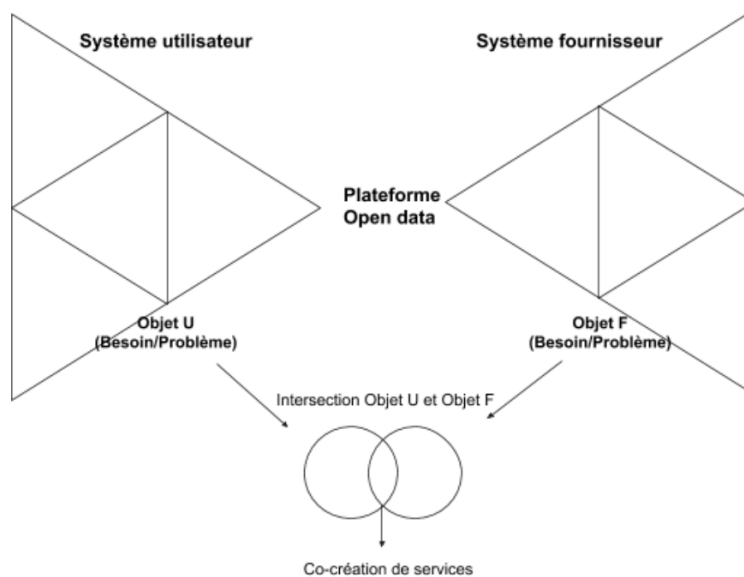 Système utilisateur
Système fournisseur
Plateforme
Open data
Objet U
(Besoin/Problème)
Objet F
(Besoin/Problème)
Intersection Objet U et Objet F
Co-création de services